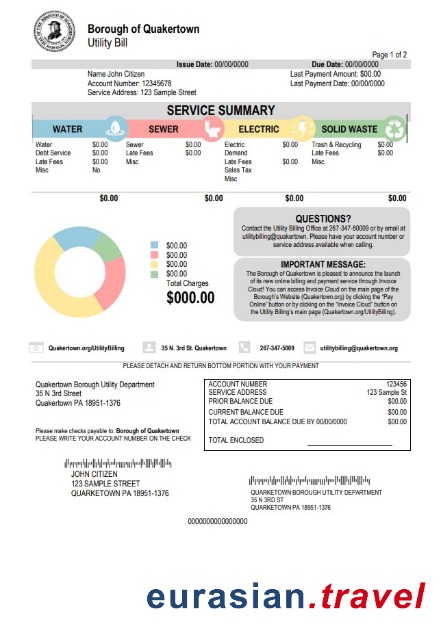 Borough of Quakertown
Utility Bill
Page 1 of 2
Issue Date: 00/00/0000 Due Date: 00/00/0000
Name John Citizen Last Payment Amount: $00.00
Account Number: 12345678 Last Payment Date: 00/00/0000
Service Address: 123 Sample Street
SERVICE SUMMARY
WATER SEWER ELECTRIC SOLID WASTE
Water $0.00 Sewer $0.00 Electric $0.00 Trash & Recycling $0.00
Debt Service $0.00 Late Fees $0.00 Demand Late Fees $0.00
Late Fees $0.00 Misc Late Fees $0.00 Misc
Misc No Sales Tax
Misc
$0.00 $0.00 $0.00 $0.00
QUESTIONS?
Contact the Utility Billing Office at 267-347-50009 or by email at
utilitybilling@quakertown. Please have your account number or
service address available when calling.
$00.00
$00.00
$00.00
$00.00
Total Charges
$000.00
IMPORTANT MESSAGE:
The Borough of Quakertown is pleased to announce the launch
of its new online billing and payment service through Invoice
Cloud! You can access Invoice Cloud on the main page of the
Borough's Website (Quakertown.org) by clicking the "Pay
Online" button or by clicking on the "Invoice Cloud" button on
the Utility Billing's main page (Quakertown.org/UtilityBilling).
Quakertown.org/UtilityBilling 35 N. 3rd St. Quakertown 267-347-5009 utilitybilling@quakertown.org
PLEASE DETACH AND RETURN BOTTOM PORTION WITH YOUR PAYMENT
Quakertown Borough Utility Department
35 N 3rd Street
Quakertown PA 18951-1376
ACCOUNT NUMBER 123456
SERVICE ADDRESS 123 Sample St
PRIOR BALANCE DUE $00.00
CURRENT BALANCE DUE $00.00
TOTAL ACCOUNT BALANCE DUE BY 00/00/0000 $00.00
TOTAL ENCLOSED
Please make checks payable to: Borough of Quakertown
PLEASE WRITE YOUR ACCOUNT NUMBER ON THE CHECK
JOHN CITIZEN
123 SAMPLE STREET
QUARKETOWN PA 18951-1376
QUARKETOWN BOROUGH UTILITY DEPARTMENT
35 N 3RD ST
QUARKETOWN PA 18951-1376
0000000000000000
eurasian.travel